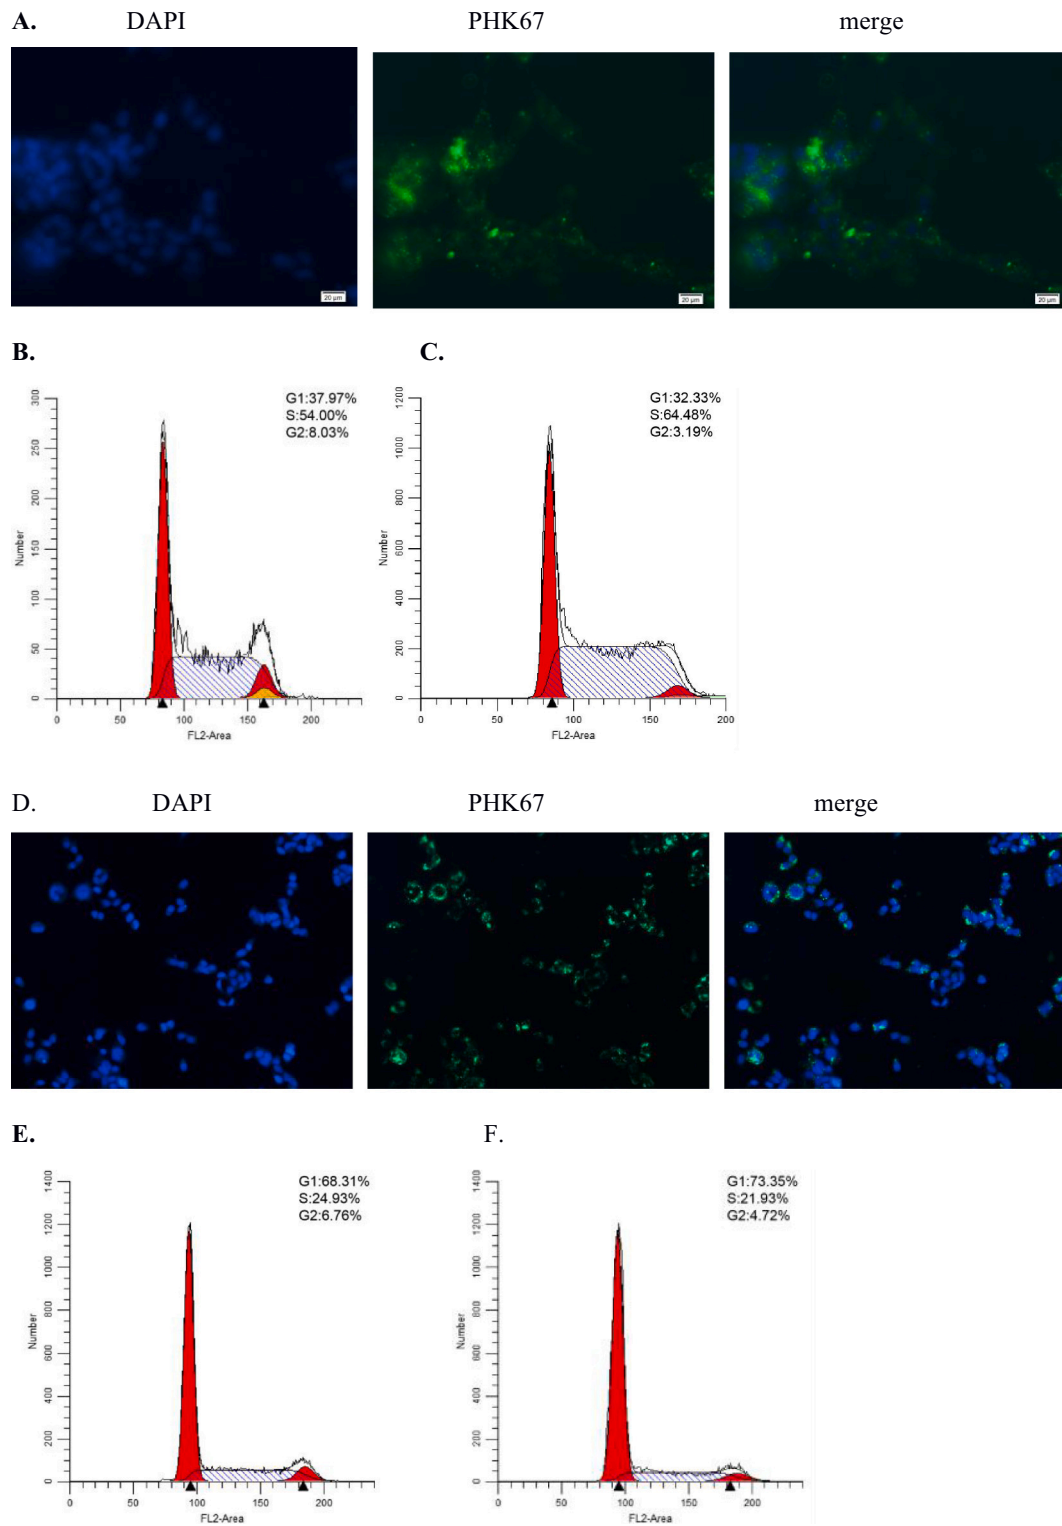 A. DAPI PHK67 merge
20 µm 20 µm 20 µm
B. C.
G1:37.97%
S:54.00%
G2:8.03%
Number
0 50 100 150 200 250 300
0 50 100 150 200
FL2-Area
G1:32.33%
S:64.48%
G2:3.19%
Number
0 200 400 600 800 1000 1200
0 50 100 150 200
FL2-Area
D. DAPI PHK67 merge
E. F.
G1:68.31%
S:24.93%
G2:6.76%
Number
0 200 400 600 800 1000 1200 1400
0 50 100 150 200
FL2-Area
G1:73.35%
S:21.93%
G2:4.72%
Number
0 200 400 600 800 1000 1200 1400
0 50 100 150 200
FL2-Area